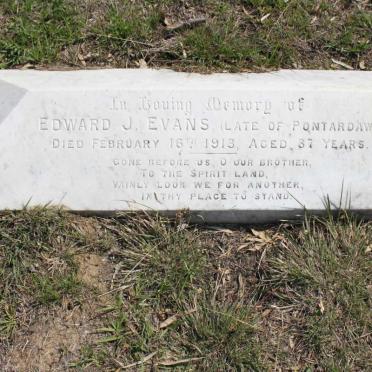 In Loving Memory of
EDWARD J. EVANS, (LATE OF PONTARDAW
DIED FEBRUARY 16TH 1913, AGED, 37 YEARS.
GONE BEFORE US, O OUR BROTHER,
TO THE SPIRIT LAND,
VAINLY LOOK WE FOR ANOTHER,
IN THY PLACE TO STAND.